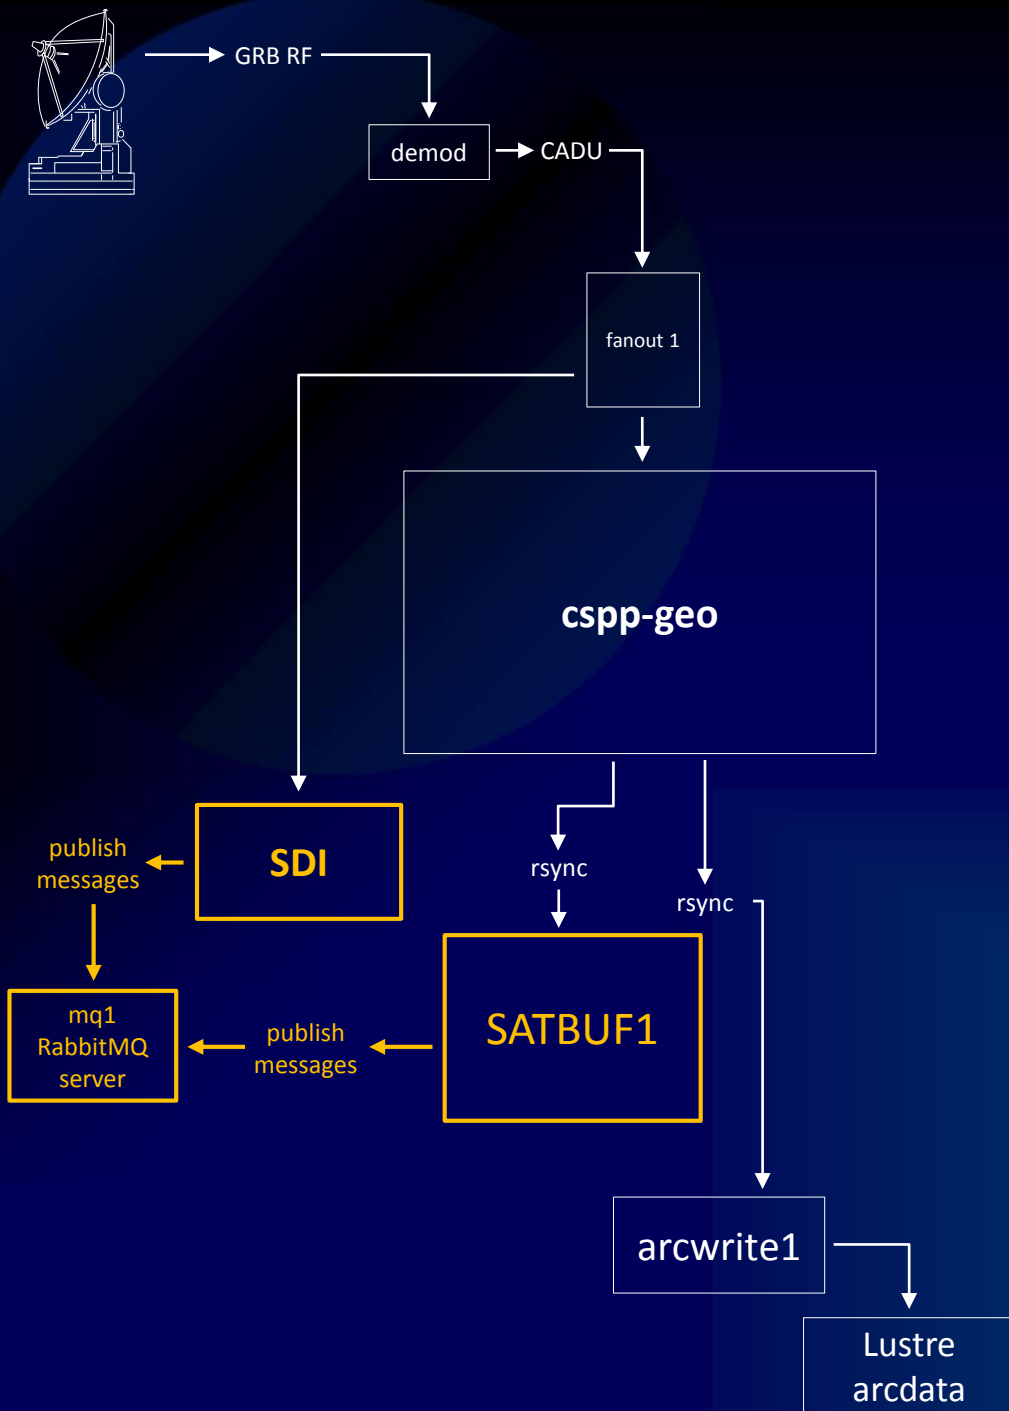 GRB RF
demod
CADU
fanout 1
cspp-geo
SDI
publish
messages
rsync
rsync
mq1
RabbitMQ
server
publish
messages
SATBUF1
arcwrite1
Lustre
arcdata